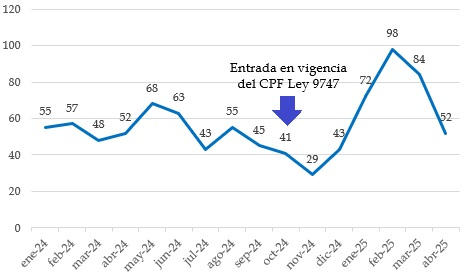 120
100
80
60
40
20
0
Entrada en vigencia
del CPF Ley 9747
55
57
48
52
68
63
43
55
45
41
29
43
72
98
84
52
ene-24
feb-24
mar-24
abr-24
may-24
jun-24
jul-24
ago-24
sep-24
oct-24
nov-24
dic-24
ene-25
feb-25
mar-25
abr-25